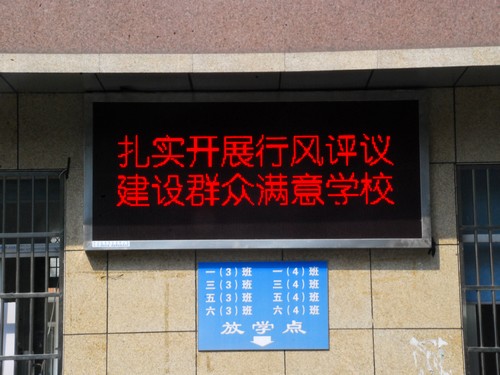 扎实开展行风评议
建设群众满意学校
一（3）班 一（4）班
三（3）班 三（4）班
五（3）班 五（4）班
六（3）班 六（4）班
放学点